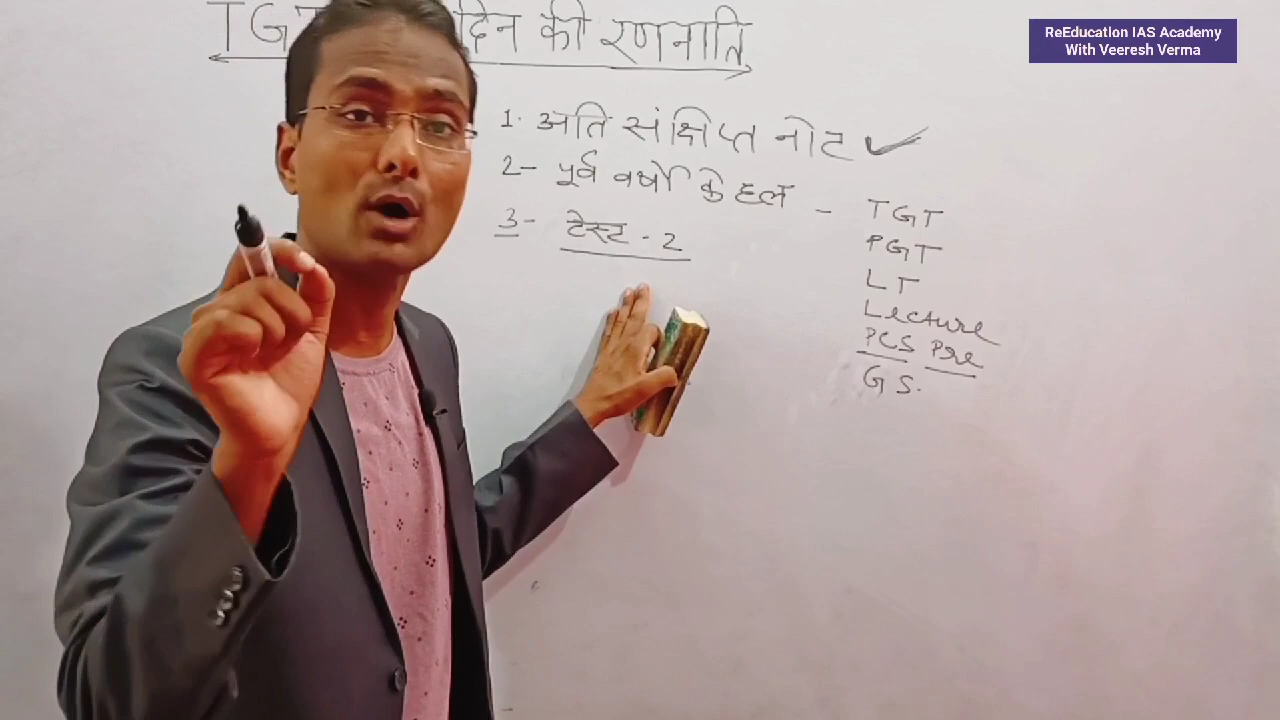 TGT दिन की रणनीति
ReEducation IAS Academy
With Veeresh Verma
1. अति संक्षिप्त नोट ✓
2- पूर्व वर्षो के हल - TGT
PGT
LT
Lecture
PCS Pre
GS.
3- टेस्ट - 2